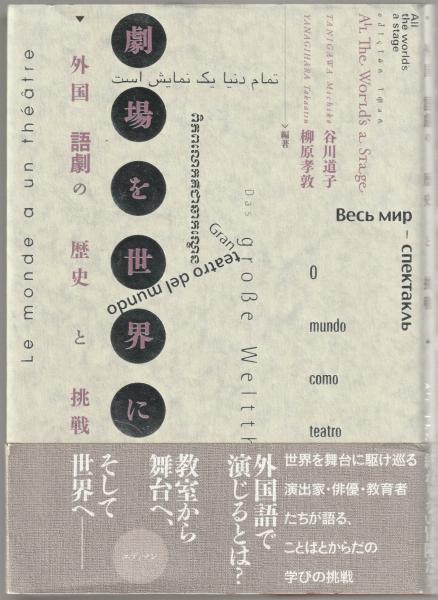 All
the worlds
a stage
All The World's a Stage
TANIGAWA Michiko
YANAGIHARA Takaatsu
谷川道子
柳原孝敦
編著
劇場を世界に
外国語劇の歴史と挑戦
Le monde a un théâtre
تمام دنیا یک نمایش است
Gran teatro del mundo
Das große Weltth
Весь мир – спектакль
O
mundo
como
teatro
外国語で
演じるとは?
教室から
舞台へ、
そして
世界へ――
世界を舞台に駆け巡る
演出家・俳優・教育者
たちが語る、
ことばとからだの
学びの挑戦
エディマン